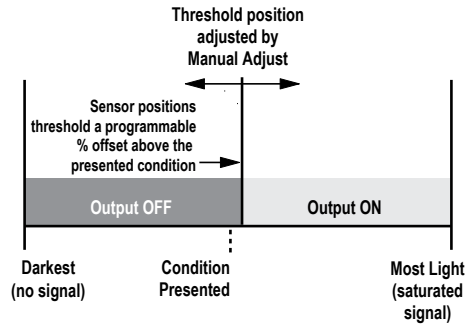 Threshold position
adjusted by
Manual Adjust
Sensor positions
threshold a programmable
% offset above the
presented condition
Output OFF
Output ON
Darkest
(no signal)
Condition
Presented
Most Light
(saturated
signal)